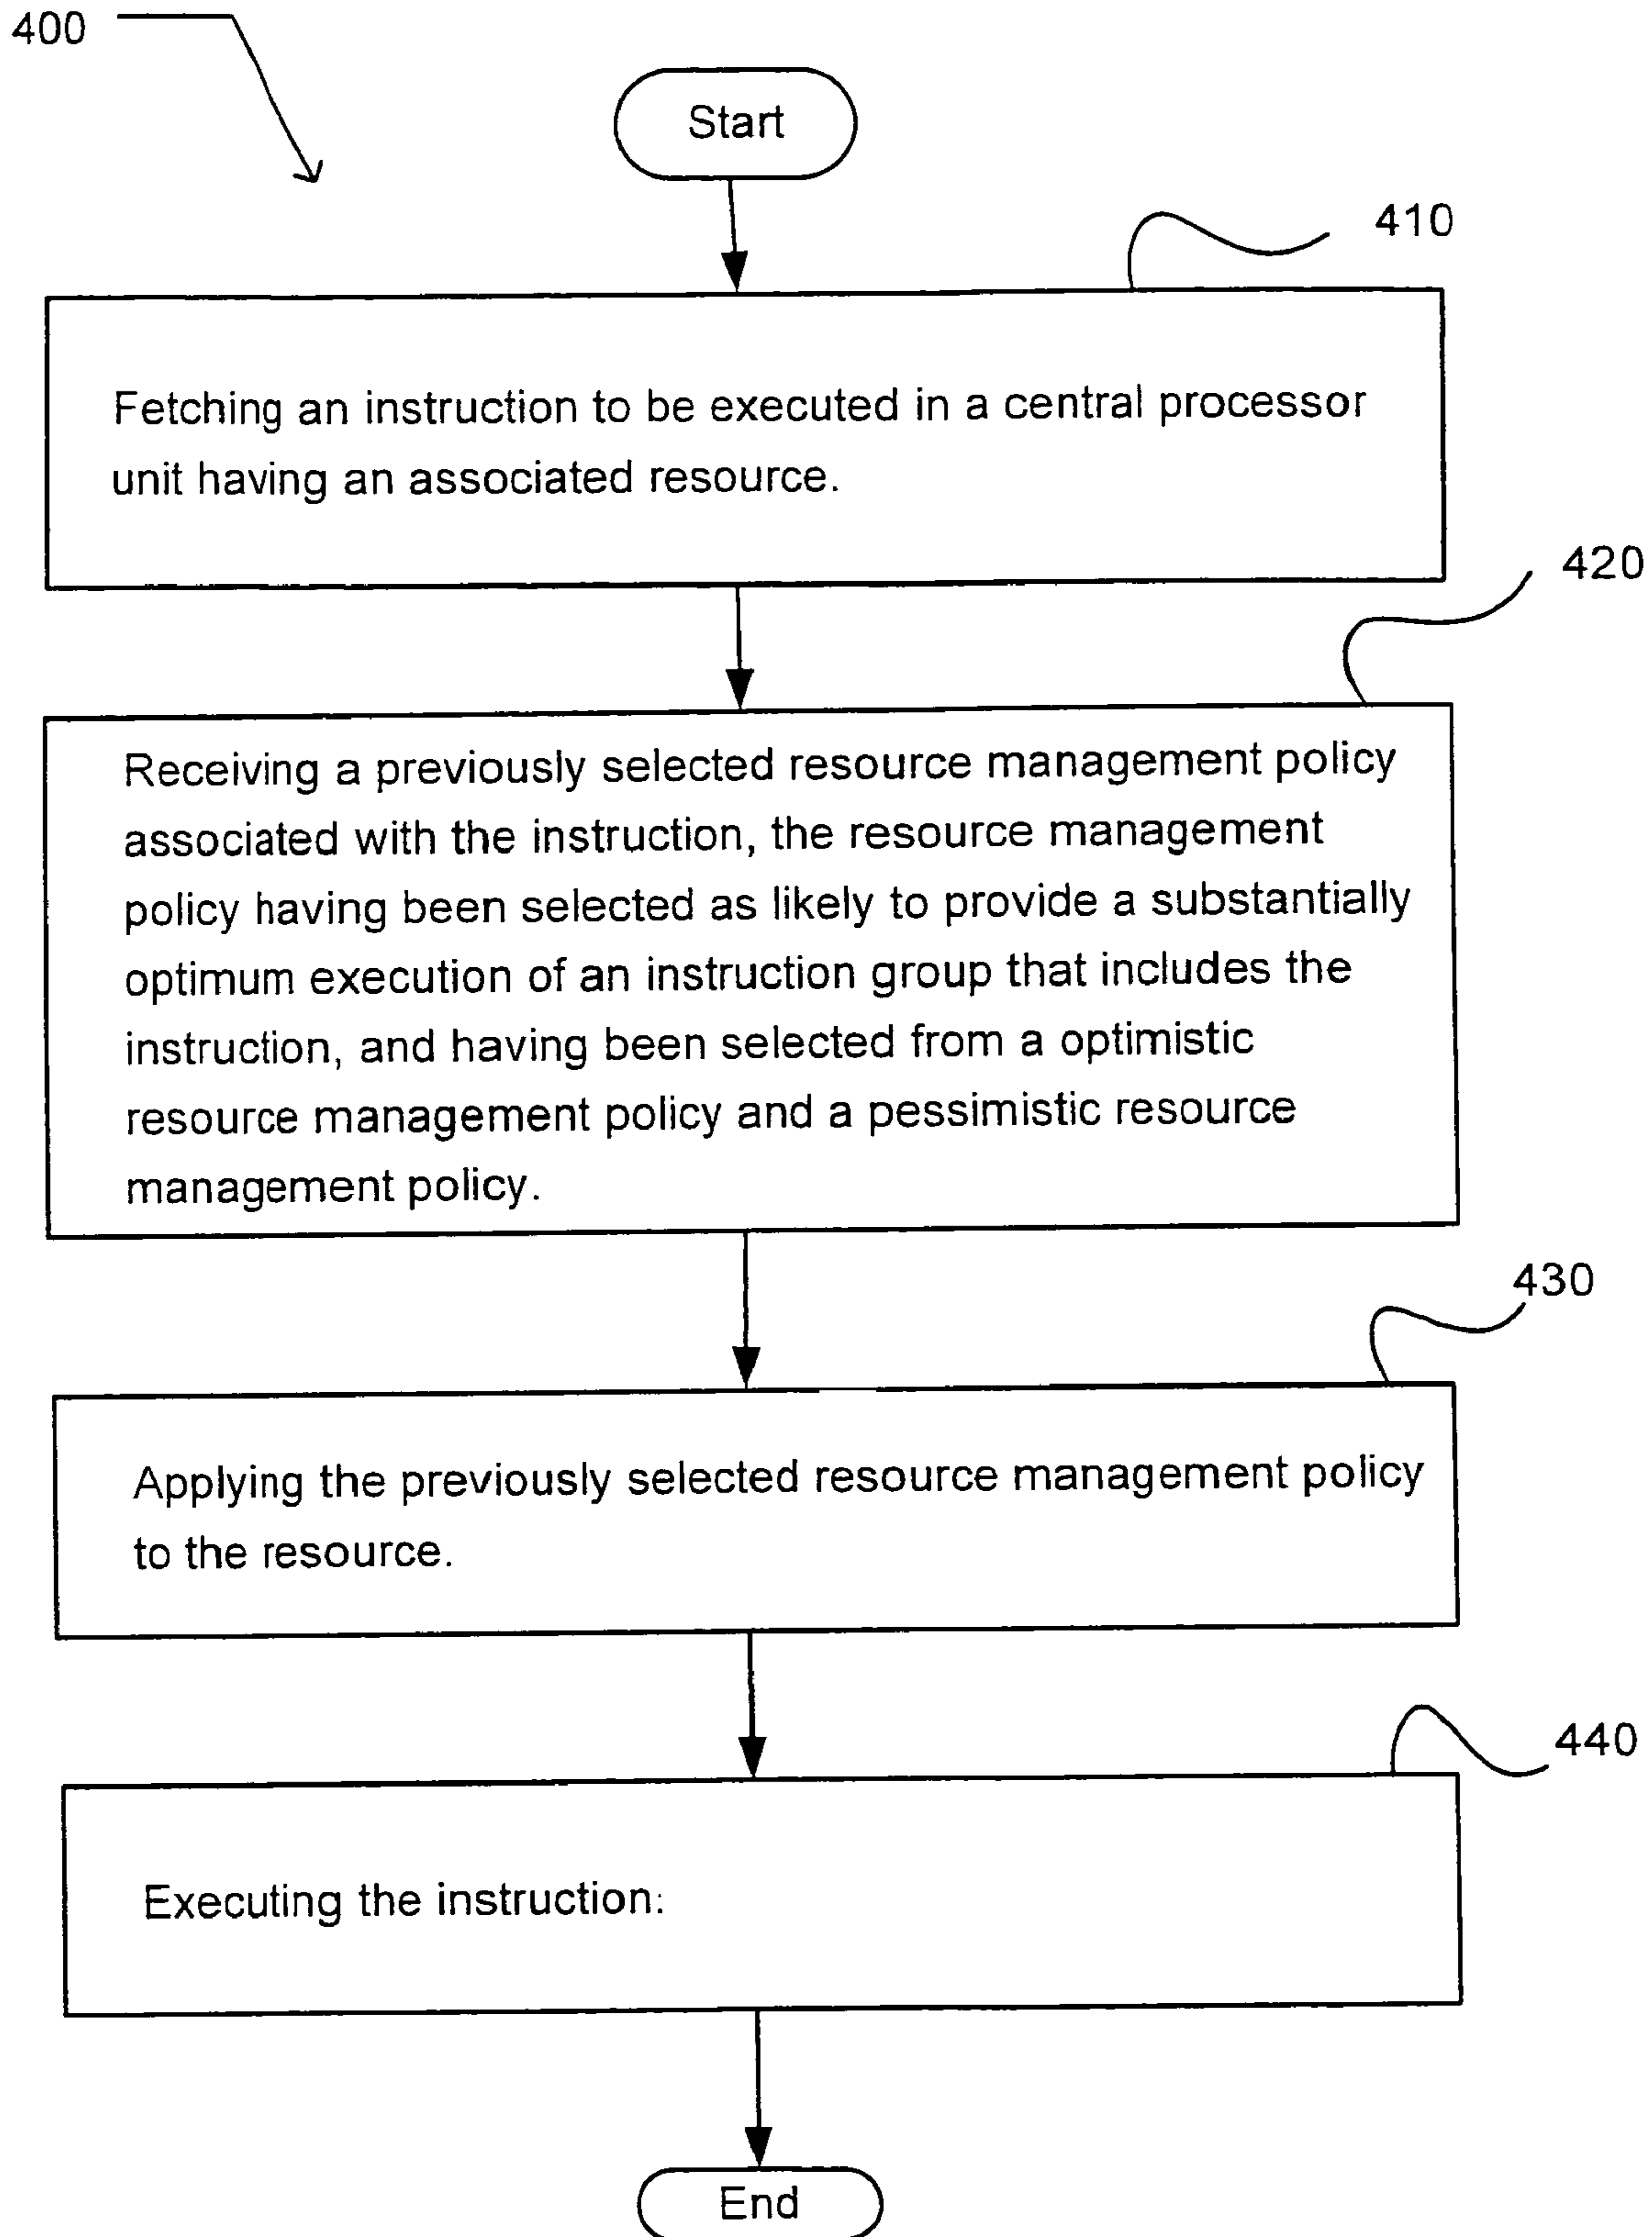 400
Start
410
Fetching an instruction to be executed in a central processor
unit having an associated resource.
420
Receiving a previously selected resource management policy
associated with the instruction, the resource management
policy having been selected as likely to provide a substantially
optimum execution of an instruction group that includes the
instruction, and having been selected from a optimistic
resource management policy and a pessimistic resource
management policy.
430
Applying the previously selected resource management policy
to the resource.
440
Executing the instruction:
End